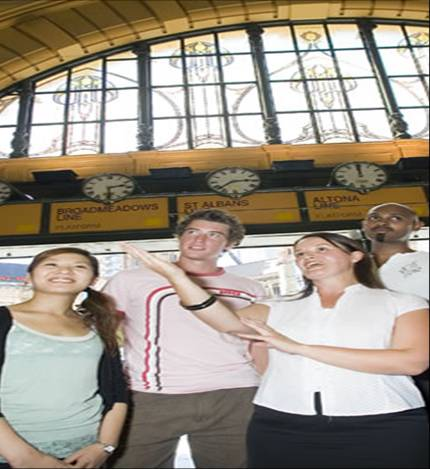 BROADMEADOWS
LINE
PLATFORM
ST ALBANS
ALTONA
LINE
PLATFORM